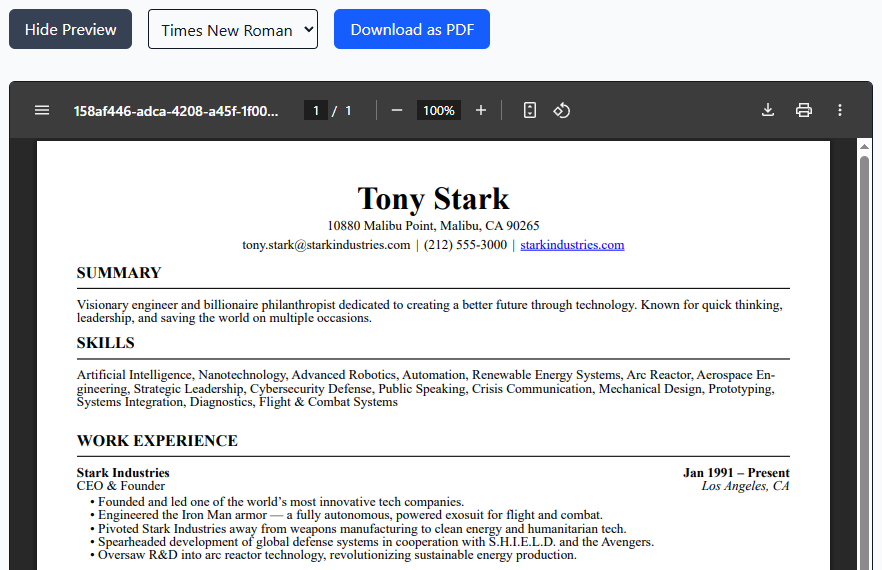 Hide Preview Times New Roman Download as PDF
158af446-adca-4208-a45f-1f00... 1 / 1 100%
Tony Stark
10880 Malibu Point, Malibu, CA 90265
tony.stark@starkindustries.com | (212) 555-3000 | starkindustries.com
SUMMARY
Visionary engineer and billionaire philanthropist dedicated to creating a better future through technology. Known for quick thinking,
leadership, and saving the world on multiple occasions.
SKILLS
Artificial Intelligence, Nanotechnology, Advanced Robotics, Automation, Renewable Energy Systems, Arc Reactor, Aerospace En-
gineering, Strategic Leadership, Cybersecurity Defense, Public Speaking, Crisis Communication, Mechanical Design, Prototyping,
Systems Integration, Diagnostics, Flight & Combat Systems
WORK EXPERIENCE
Stark Industries Jan 1991 – Present
CEO & Founder Los Angeles, CA
• Founded and led one of the world’s most innovative tech companies.
• Engineered the Iron Man armor — a fully autonomous, powered exosuit for flight and combat.
• Pivoted Stark Industries away from weapons manufacturing to clean energy and humanitarian tech.
• Spearheaded development of global defense systems in cooperation with S.H.I.E.L.D. and the Avengers.
• Oversaw R&D into arc reactor technology, revolutionizing sustainable energy production.